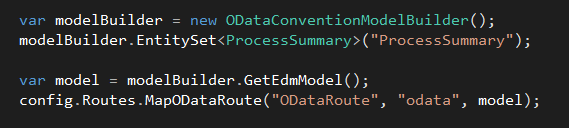 var modelBuilder = new ODataConventionModelBuilder();
modelBuilder.EntitySet<ProcessSummary>("ProcessSummary");
var model = modelBuilder.GetEdmModel();
config.Routes.MapODataRoute("ODataRoute", "odata", model);